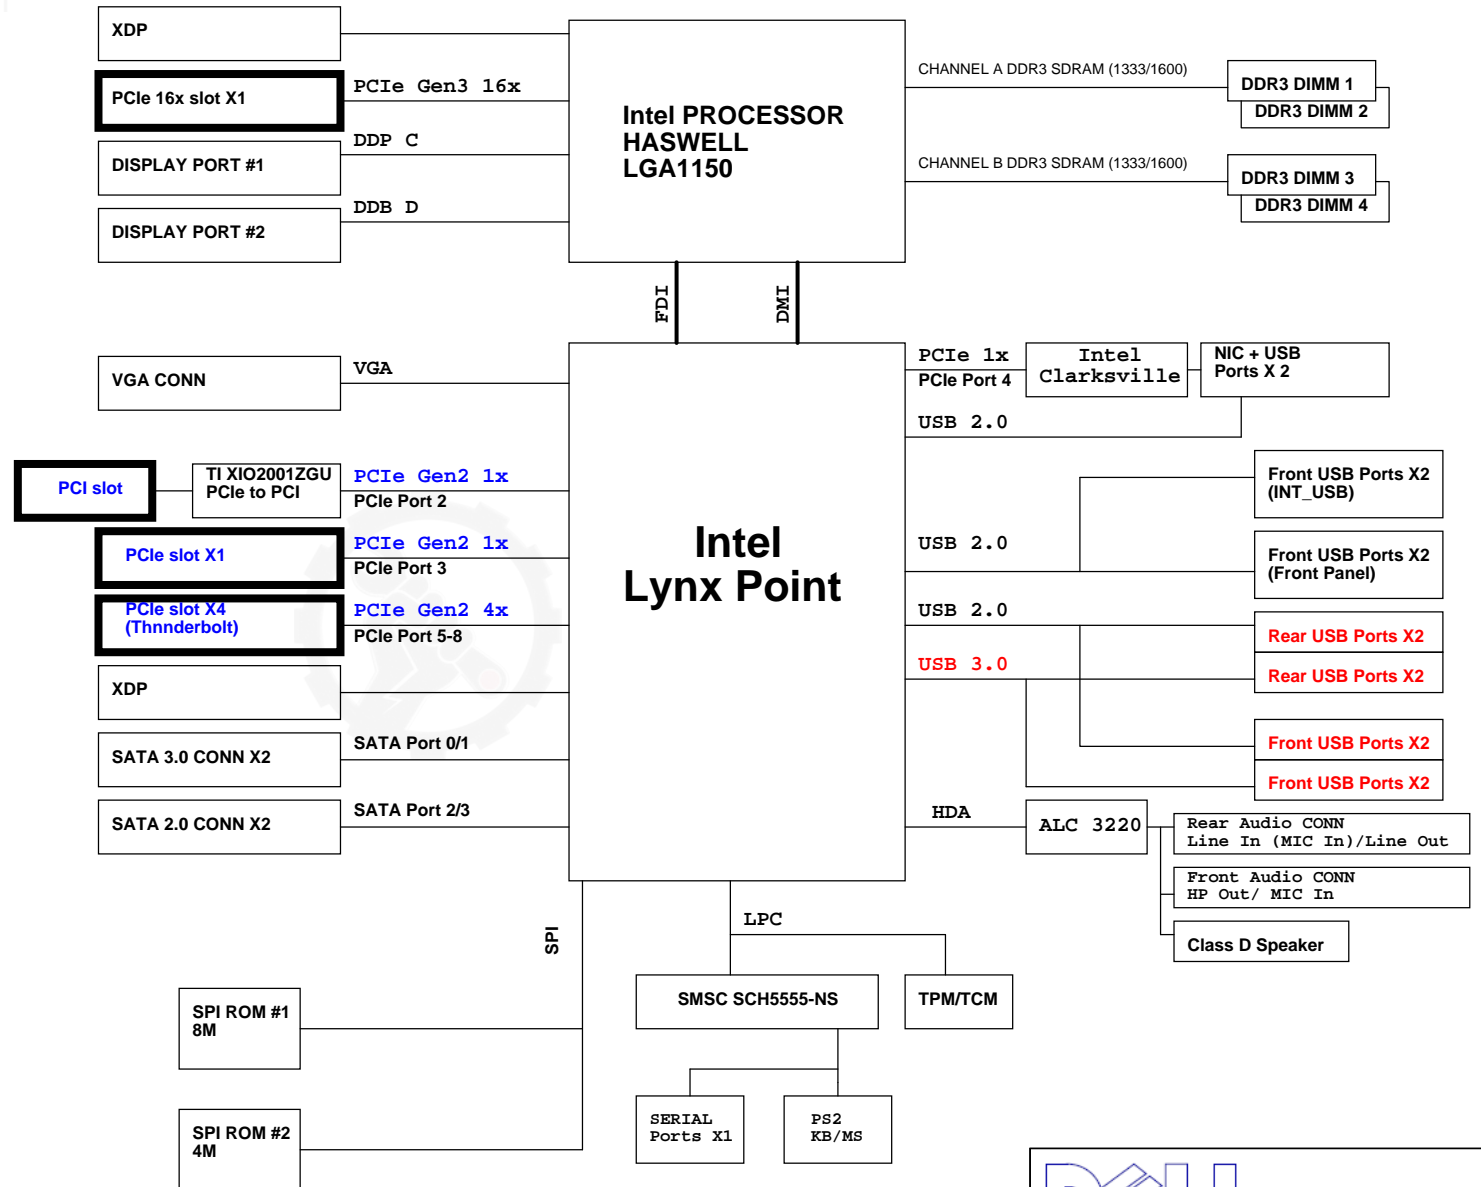 XDP
PCIe 16x slot X1
PCIe Gen3 16x
DISPLAY PORT #1
DDP C
DISPLAY PORT #2
DDB D
Intel PROCESSOR
HASWELL
LGA1150
CHANNEL A DDR3 SDRAM (1333/1600)
DDR3 DIMM 1
DDR3 DIMM 2
CHANNEL B DDR3 SDRAM (1333/1600)
DDR3 DIMM 3
DDR3 DIMM 4
FDI
DMI
VGA CONN
VGA
PCI slot
TI XIO2001ZGU
PCIe to PCI
PCIe Gen2 1x
PCIe Port 2
PCIe slot X1
PCIe Gen2 1x
PCIe Port 3
PCIe slot X4
(Thnnderbolt)
PCIe Gen2 4x
PCIe Port 5-8
XDP
SATA 3.0 CONN X2
SATA Port 0/1
SATA 2.0 CONN X2
SATA Port 2/3
Intel
Lynx Point
PCIe 1x
PCIe Port 4
Intel
Clarksville
NIC + USB
Ports X 2
USB 2.0
Front USB Ports X2
(INT_USB)
USB 2.0
Front USB Ports X2
(Front Panel)
USB 2.0
Rear USB Ports X2
USB 3.0
Rear USB Ports X2
Front USB Ports X2
Front USB Ports X2
HDA
ALC 3220
Rear Audio CONN
Line In (MIC In)/Line Out
Front Audio CONN
HP Out/ MIC In
Class D Speaker
SPI
LPC
SMSC SCH5555-NS
TPM/TCM
SPI ROM #1
8M
SPI ROM #2
4M
SERIAL
Ports X1
PS2
KB/MS
DELL